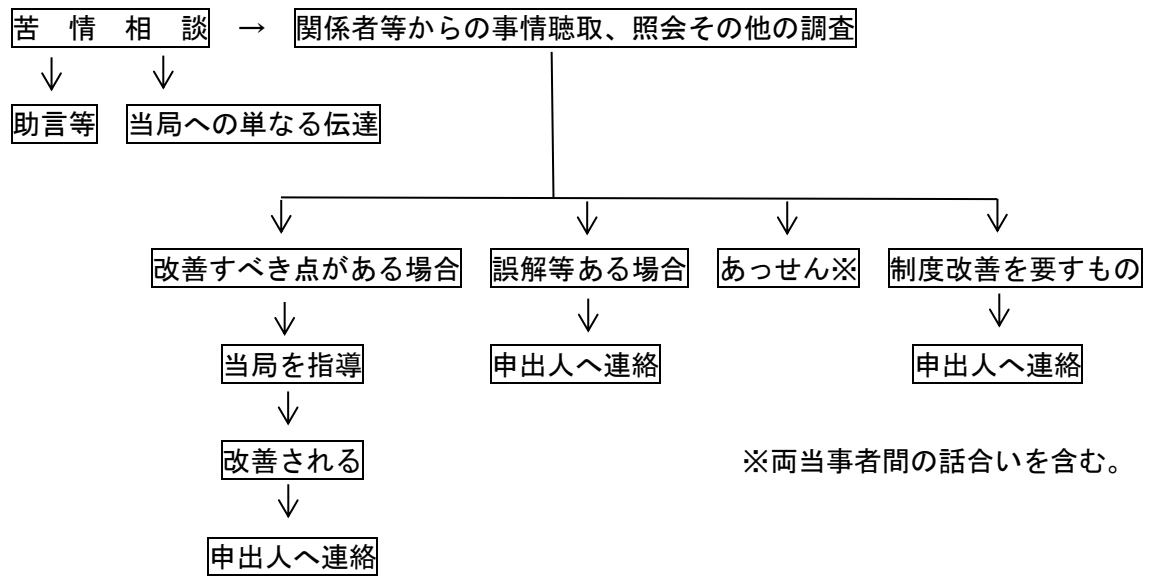 苦　情　相　談　→　関係者等からの事情聴取、照会その他の調査
助言等　当局への単なる伝達
改善すべき点がある場合　誤解等ある場合　あっせん※　制度改善を要すもの
当局を指導　申出人へ連絡　申出人へ連絡
改善される　※両当事者間の話合いを含む。
申出人へ連絡